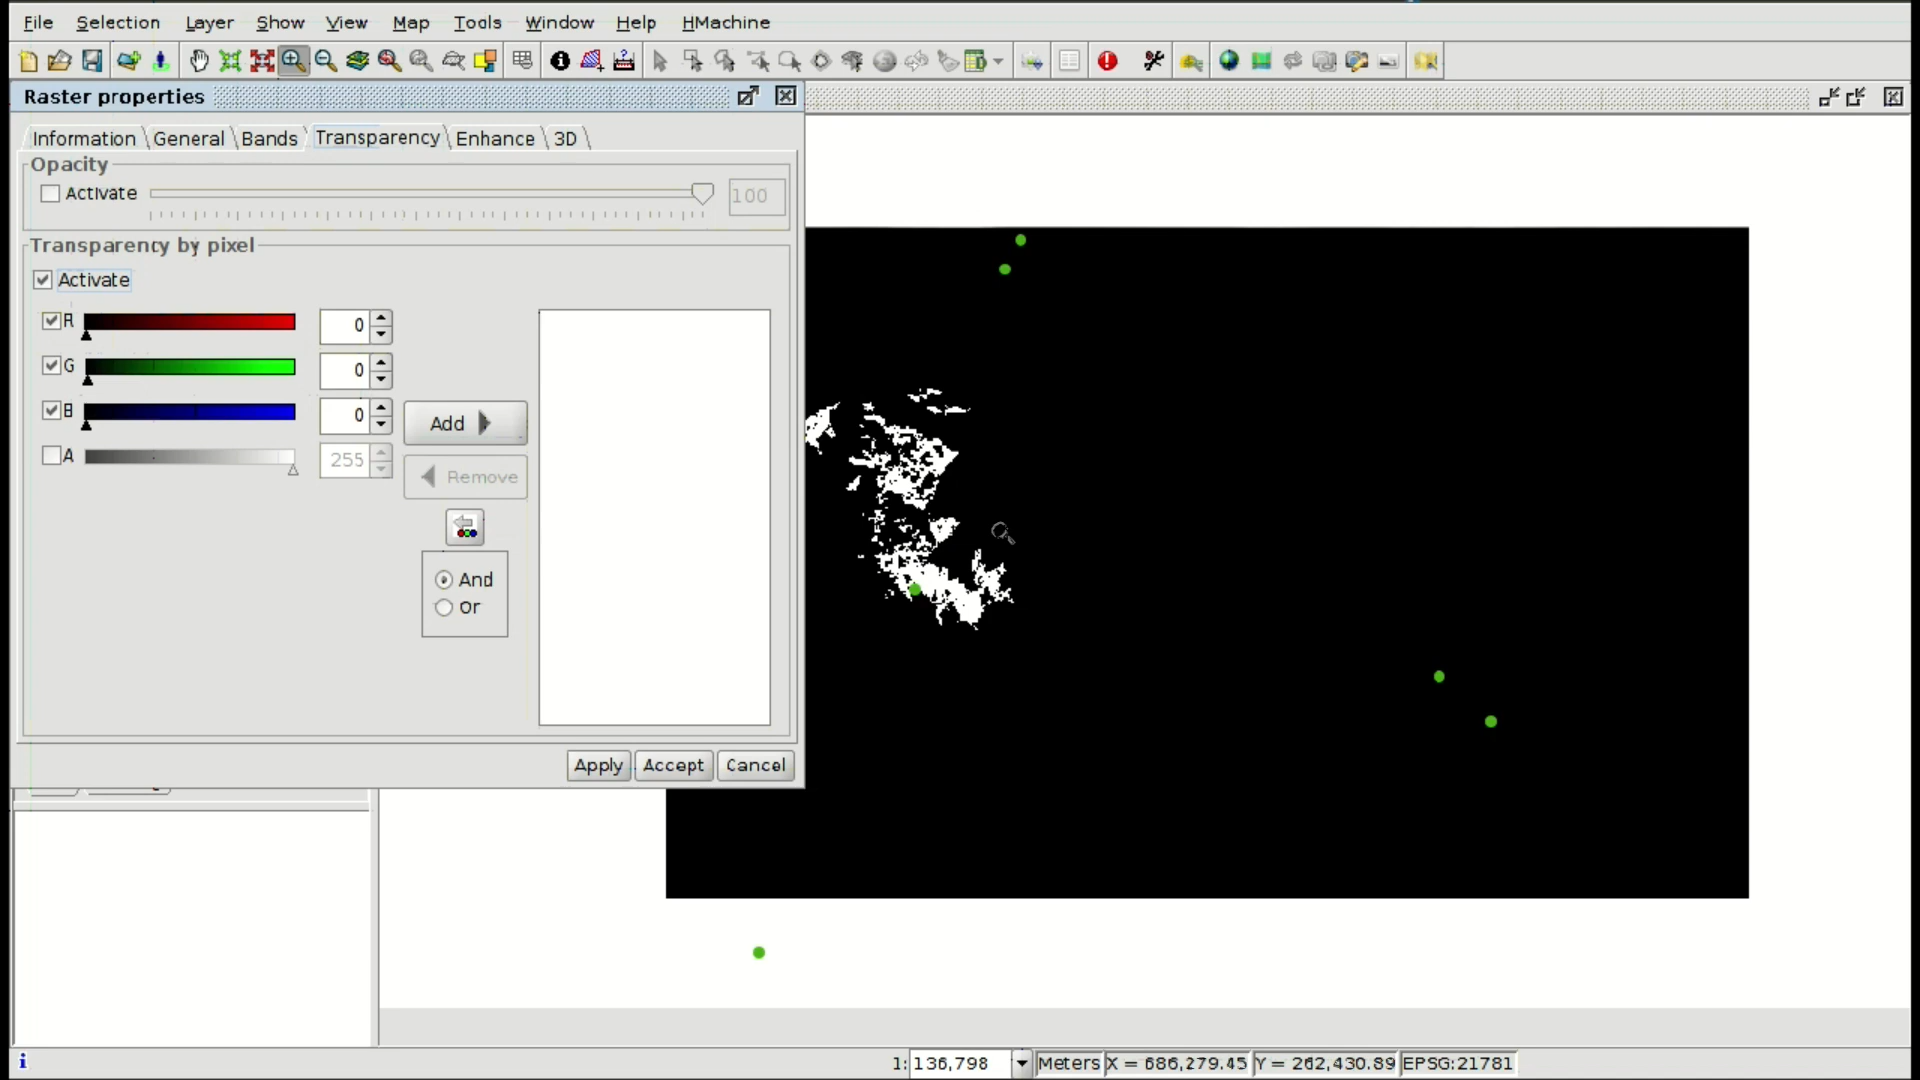 File Selection Layer Show View Map Tools Window Help HMachine
Raster properties
Information General Bands Transparency Enhance 3D
Opacity
Activate 100
Transparency by pixel
Activate
R 0
G 0
B 0
Add
A 255
Remove
And
Or
Apply Accept Cancel
1: 136,798 Meters X = 686,279.45 Y = 262,430.89 EPSG:21781